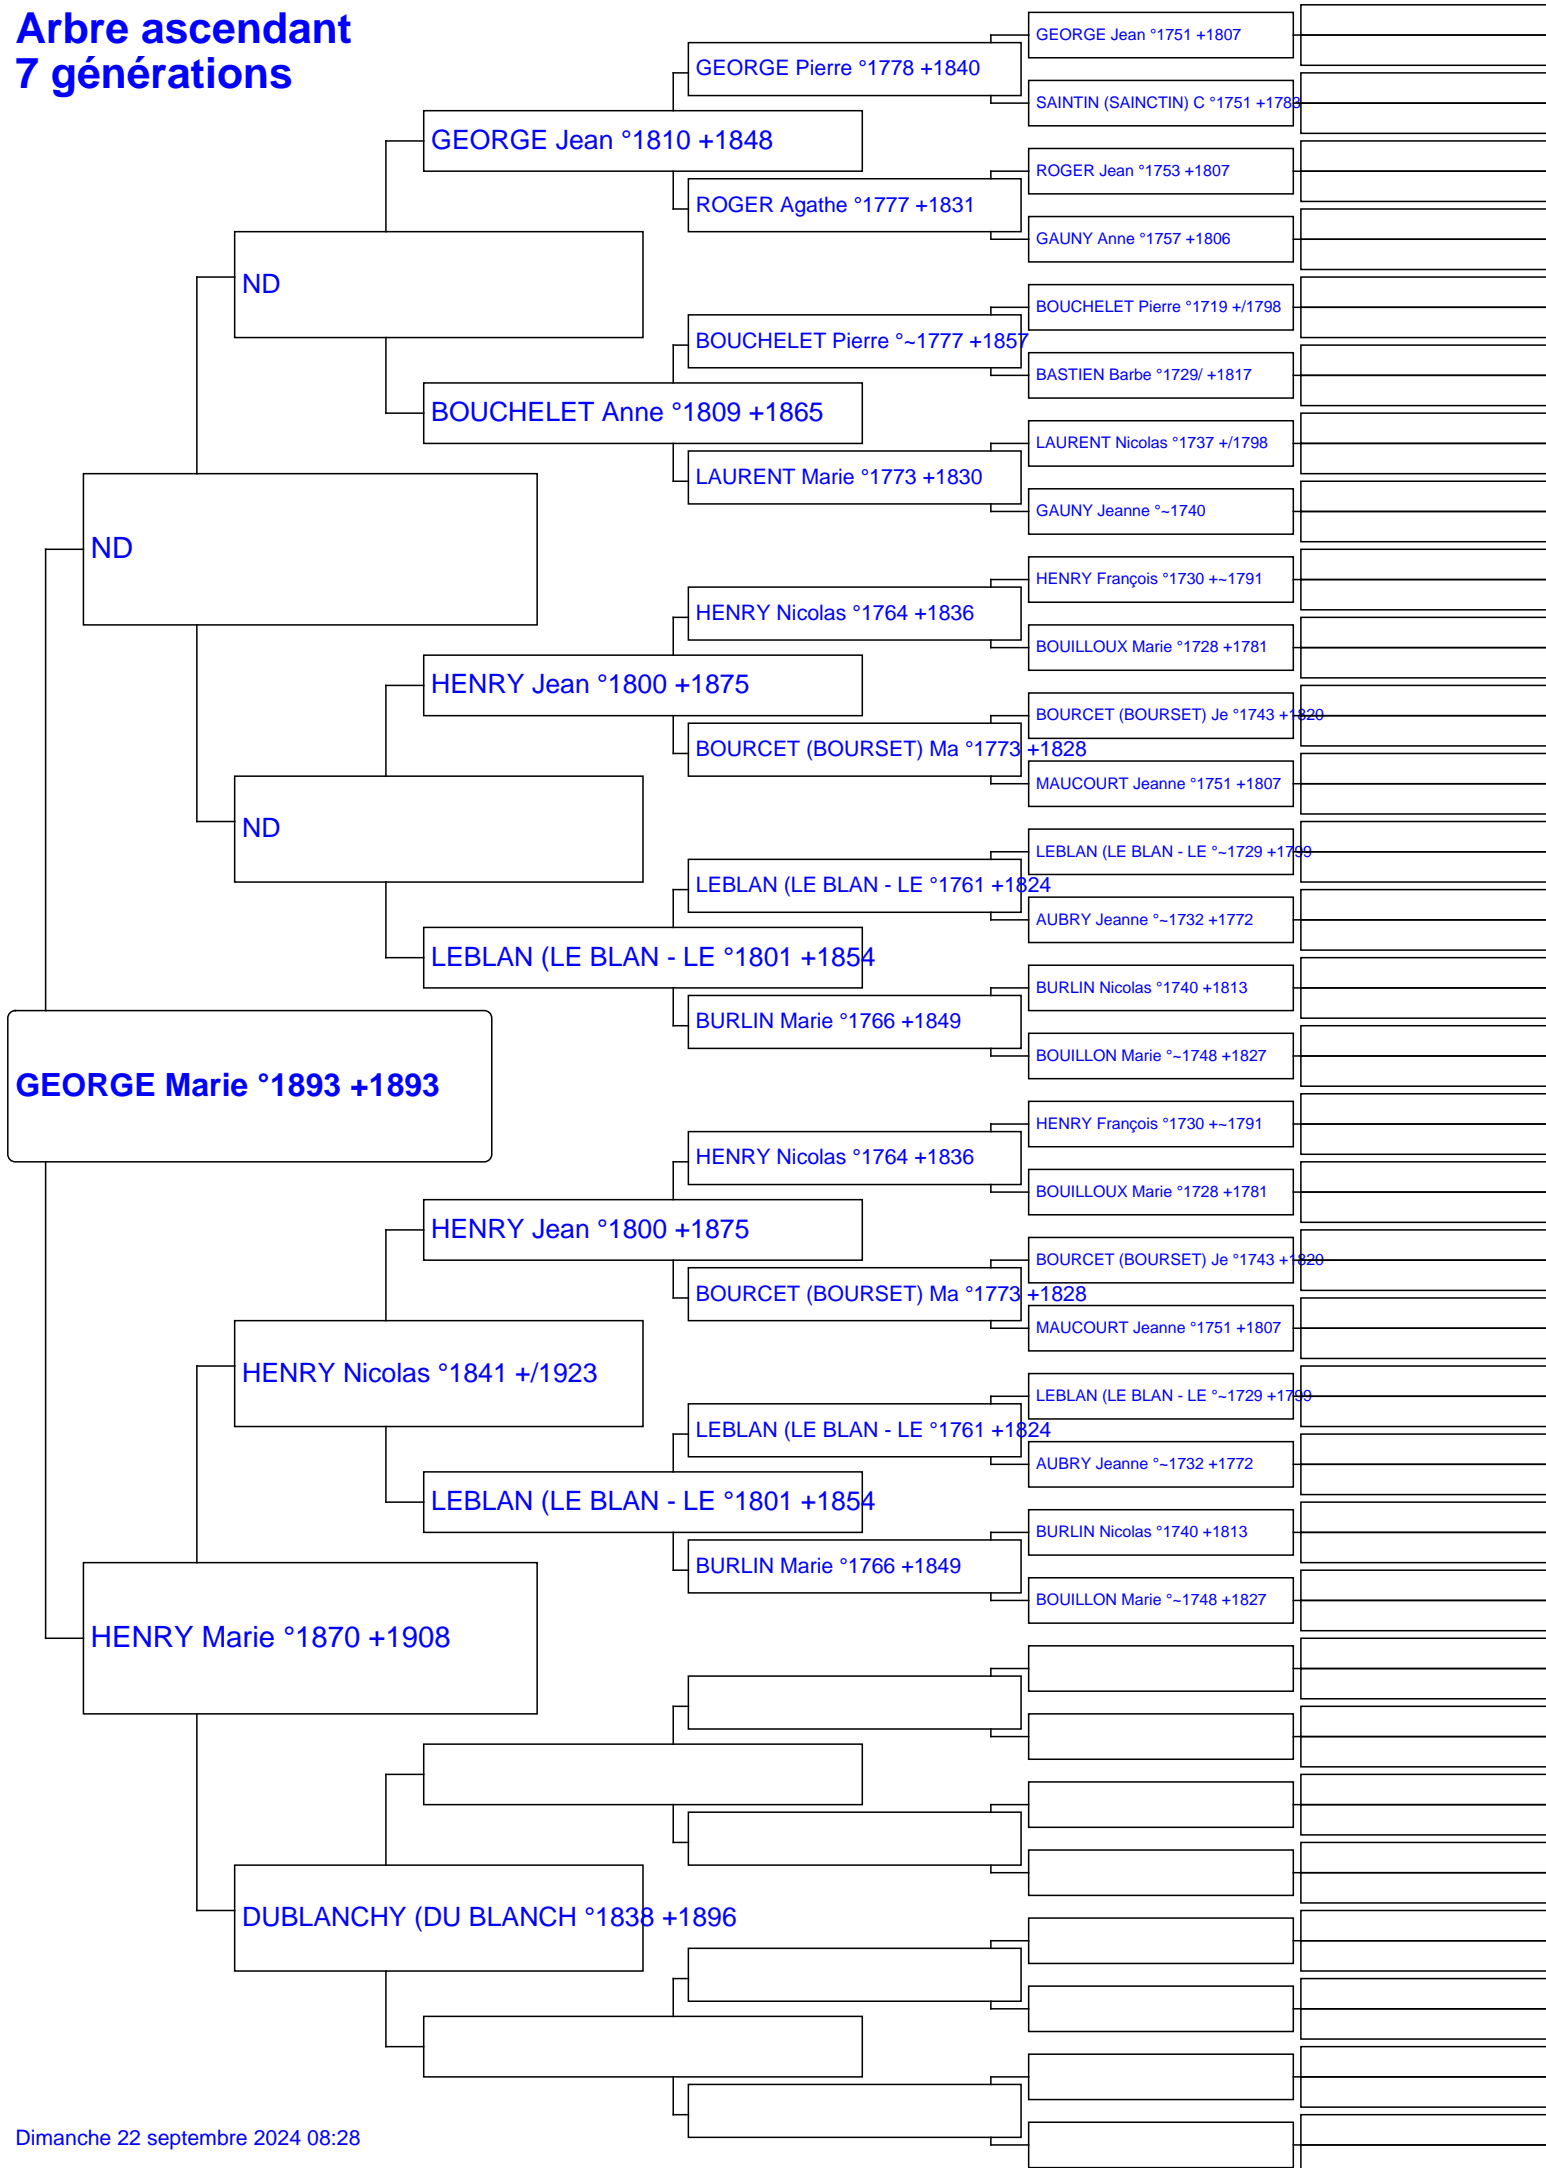 Arbre ascendant
7 générations
GEORGE Marie °1893 +1893
ND
HENRY Marie °1870 +1908
ND
ND
HENRY Nicolas °1841 +/1923
DUBLANCHY (DU BLANCH °1838 +1896
GEORGE Jean °1810 +1848
BOUCHELET Anne °1809 +1865
HENRY Jean °1800 +1875
LEBLAN (LE BLAN - LE °1801 +1854
HENRY Jean °1800 +1875
LEBLAN (LE BLAN - LE °1801 +1854
GEORGE Pierre °1778 +1840
ROGER Agathe °1777 +1831
BOUCHELET Pierre °~1777 +1857
LAURENT Marie °1773 +1830
HENRY Nicolas °1764 +1836
BOURCET (BOURSET) Ma °1773 +1828
LEBLAN (LE BLAN - LE °1761 +1824
BURLIN Marie °1766 +1849
HENRY Nicolas °1764 +1836
BOURCET (BOURSET) Ma °1773 +1828
LEBLAN (LE BLAN - LE °1761 +1824
BURLIN Marie °1766 +1849
GEORGE Jean °1751 +1807
SAINTIN (SAINCTIN) C °1751 +1783
ROGER Jean °1753 +1807
GAUNY Anne °1757 +1806
BOUCHELET Pierre °1719 +/1798
BASTIEN Barbe °1729/ +1817
LAURENT Nicolas °1737 +/1798
GAUNY Jeanne °~1740
HENRY François °1730 +~1791
BOUILLOUX Marie °1728 +1781
BOURCET (BOURSET) Je °1743 +1820
MAUCOURT Jeanne °1751 +1807
LEBLAN (LE BLAN - LE °~1729 +1799
AUBRY Jeanne °~1732 +1772
BURLIN Nicolas °1740 +1813
BOUILLON Marie °~1748 +1827
HENRY François °1730 +~1791
BOUILLOUX Marie °1728 +1781
BOURCET (BOURSET) Je °1743 +1820
MAUCOURT Jeanne °1751 +1807
LEBLAN (LE BLAN - LE °~1729 +1799
AUBRY Jeanne °~1732 +1772
BURLIN Nicolas °1740 +1813
BOUILLON Marie °~1748 +1827
Dimanche 22 septembre 2024 08:28